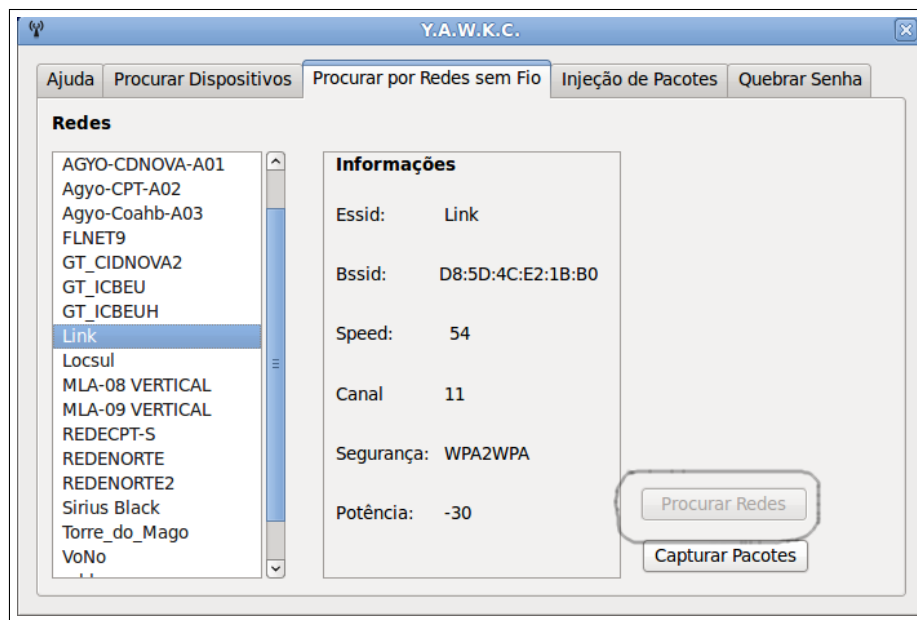 Y.A.W.K.C.
Ajuda Procurar Dispositivos Procurar por Redes sem Fio Injeção de Pacotes Quebrar Senha
Redes
AGYO-CDNOVA-A01
Agyo-CPT-A02
Agyo-Coahb-A03
FLNET9
GT_CIDNOVA2
GT_ICBEU
GT_ICBEUH
Link
Locsul
MLA-08 VERTICAL
MLA-09 VERTICAL
REDECPT-S
REDENORTE
REDENORTE2
Sirius Black
Torre_do_Mago
VoNo
Informações
Essid: Link
Bssid: D8:5D:4C:E2:1B:B0
Speed: 54
Canal 11
Segurança: WPA2WPA
Potência: -30
Procurar Redes
Capturar Pacotes